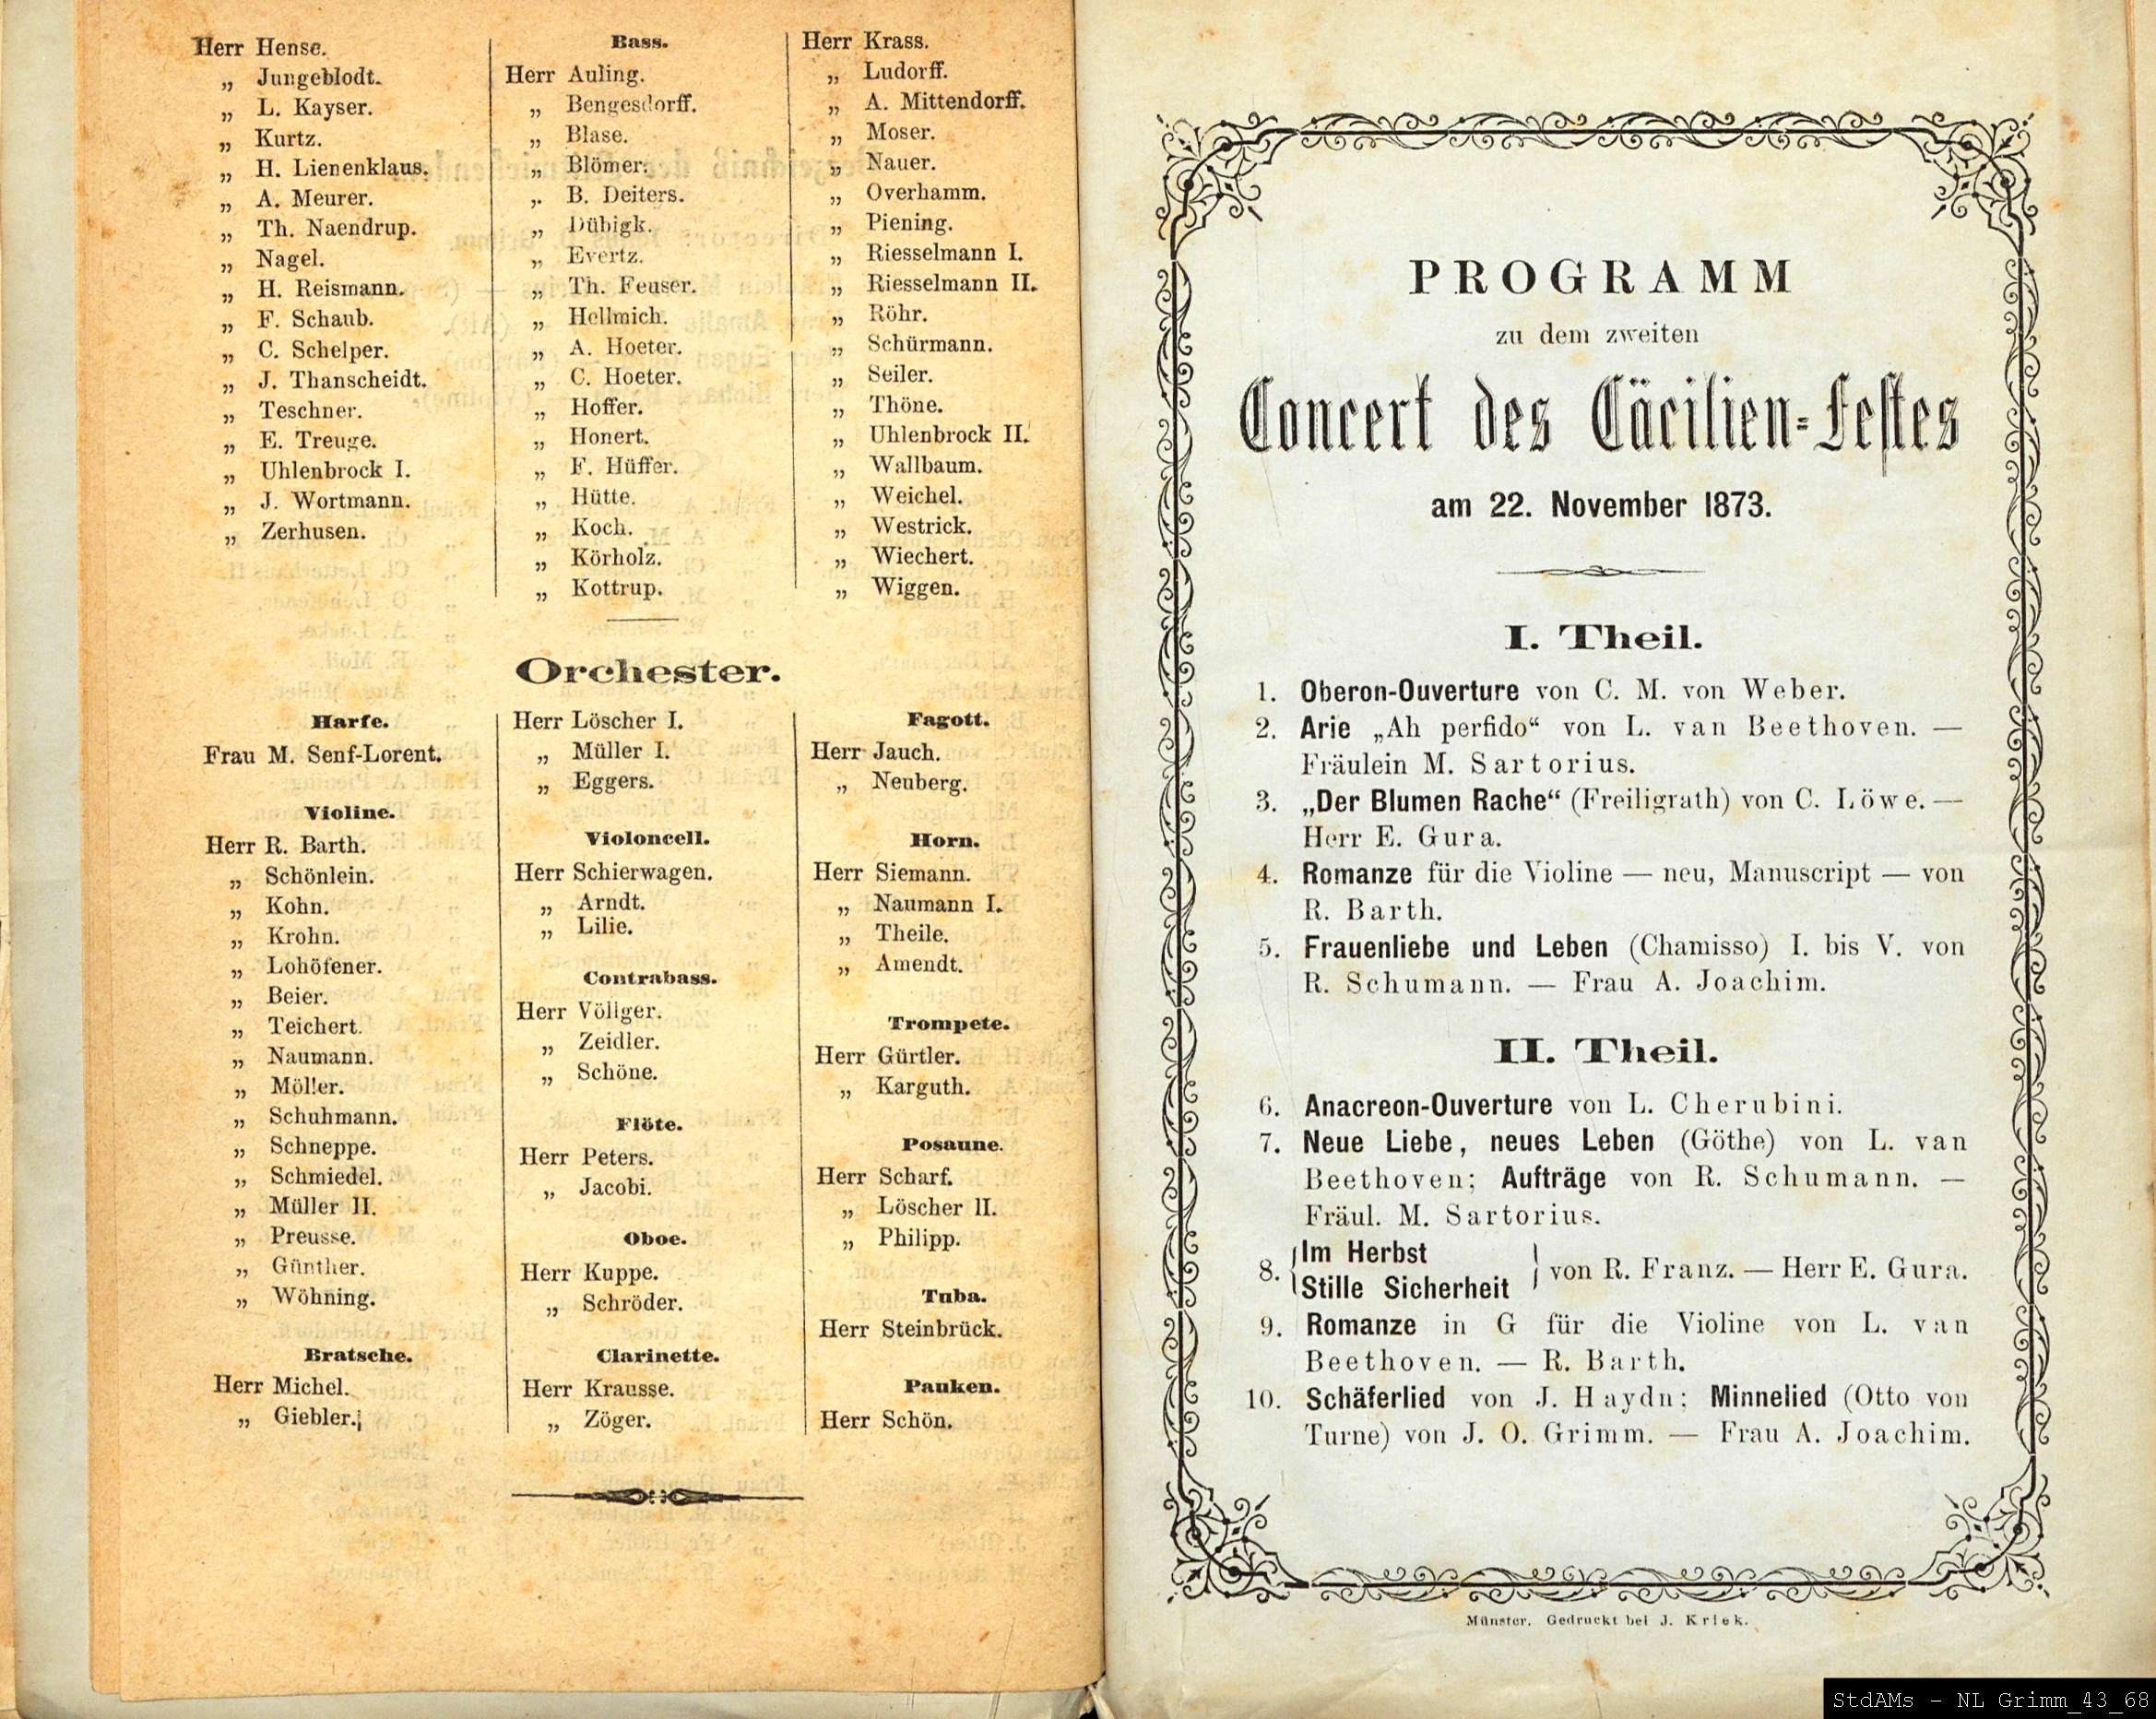 Herr Hense.
„ Jungeblodt.
„ L. Kayser.
„ Kurtz.
„ H. Lienenklaus.
„ A. Meurer.
„ Th. Naendrup.
„ Nagel.
„ H. Reismann.
„ F. Schaub.
„ C. Schelper.
„ J. Thanscheidt.
„ Teschner.
„ E. Treuge.
„ Uhlenbrock I.
„ J. Wortmann.
„ Zerhusen.
Bass.
Herr Auling.
„ Bengesdorff.
„ Blase.
„ Blömer.
„ B. Deiters.
„ Dübigk.
„ Evertz.
„ Th. Feuser.
„ Hellmich.
„ A. Hoeter.
„ C. Hoeter.
„ Hoffer.
„ Honert.
„ F. Hüffer.
„ Hütte.
„ Koch.
„ Körholz.
„ Kottrup.
Herr Krass.
„ Ludorff.
„ A. Mittendorff.
„ Moser.
„ Nauer.
„ Overhamm.
„ Piening.
„ Riesselmann I.
„ Riesselmann II.
„ Röhr.
„ Schürmann.
„ Seiler.
„ Thöne.
„ Uhlenbrock II.
„ Wallbaum.
„ Weichel.
„ Westrick.
„ Wiechert.
„ Wiggen.
Orchester.
Harfe.
Frau M. Senf-Lorent.
Violine.
Herr R. Barth.
„ Schönlein.
„ Kohn.
„ Krohn.
„ Lohöfener.
„ Beier.
„ Teichert.
„ Naumann.
„ Möller.
„ Schuhmann.
„ Schneppe.
„ Schmiedel.
„ Müller II.
„ Preusse.
„ Günther.
„ Wöhning.
Bratsche.
Herr Michel.
„ Giebler.
Herr Löscher I.
„ Müller I.
„ Eggers.
Violoncell.
Herr Schierwagen.
„ Arndt.
„ Lilie.
Contrabass.
Herr Völlger.
„ Zeidler.
„ Schöne.
Flöte.
Herr Peters.
„ Jacobi.
Oboe.
Herr Kuppe.
„ Schröder.
Clarinette.
Herr Krausse.
„ Zöger.
Fagott.
Herr Jauch.
„ Neuberg.
Horn.
Herr Siemann.
„ Naumann I.
„ Theile.
„ Amendt.
Trompete.
Herr Gürtler.
„ Karguth.
Posaune.
Herr Scharf.
„ Löscher II.
„ Philipp.
Tuba.
Herr Steinbrück.
Pauken.
Herr Schön.
PROGRAMM
zu dem zweiten
Concert des Cäcilien-Festes
am 22. November 1873.
I. Theil.
1. Oberon-Ouverture von C. M. von Weber.
2. Arie „Ah perfido“ von L. van Beethoven. —
Fräulein M. Sartorius.
3. „Der Blumen Rache“ (Freiligrath) von C. Löwe. —
Herr E. Gura.
4. Romanze für die Violine — neu, Manuscript — von
R. Barth.
5. Frauenliebe und Leben (Chamisso) I. bis V. von
R. Schumann. — Frau A. Joachim.
II. Theil.
6. Anacreon-Ouverture von L. Cherubini.
7. Neue Liebe, neues Leben (Göthe) von L. van
Beethoven; Aufträge von R. Schumann. —
Fräul. M. Sartorius.
8. Im Herbst
Stille Sicherheit von R. Franz. — Herr E. Gura.
9. Romanze in G für die Violine von L. van
Beethoven. — R. Barth.
10. Schäferlied von J. Haydn; Minnelied (Otto von
Turne) von J. O. Grimm. — Frau A. Joachim.
Münster. Gedruckt bei J. Kriek.
StdAMs - NL Grimm_43_68